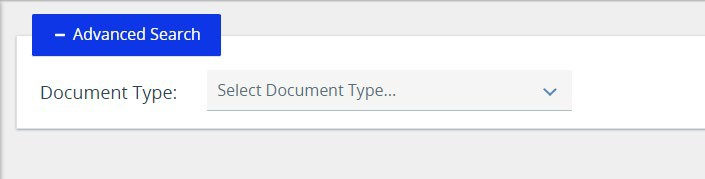 − Advanced Search
Document Type:
Select Document Type...